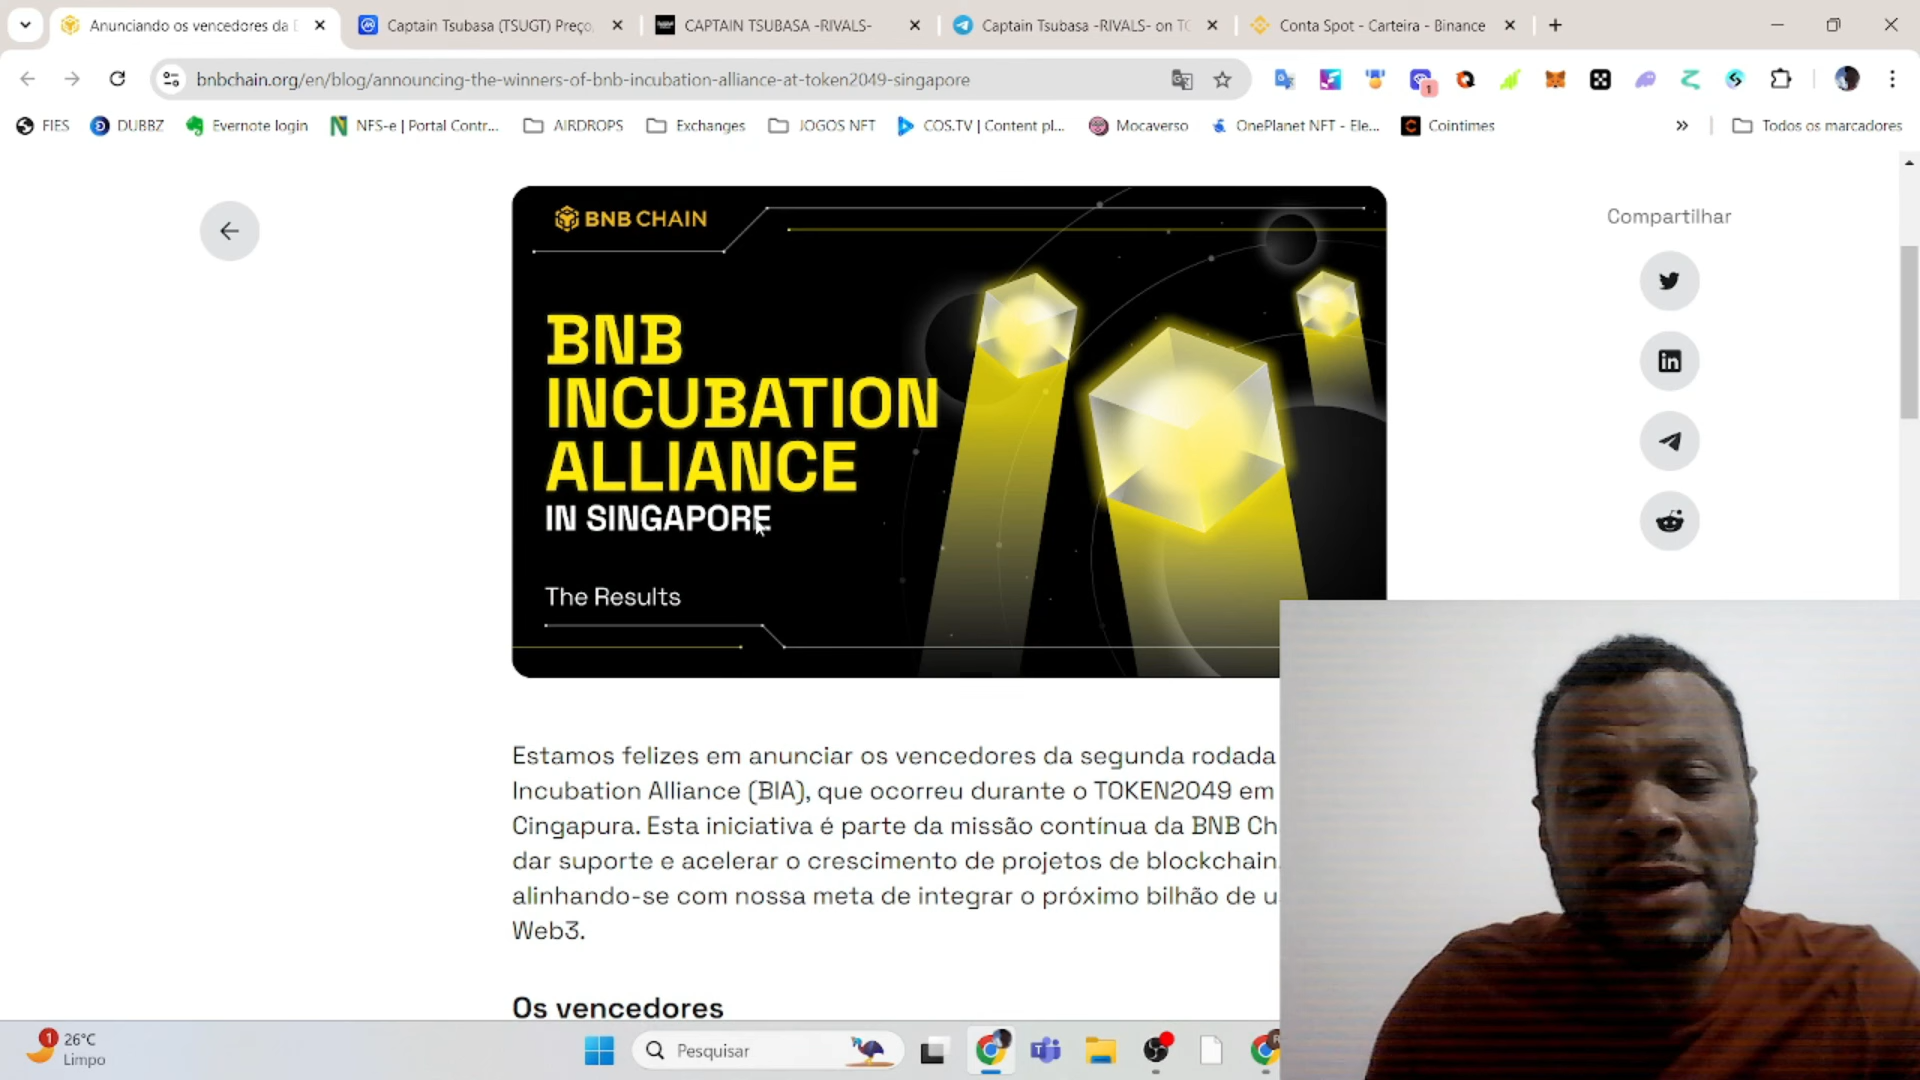 Anunciando os vencedores da
Captain Tsubasa (TSUGT) Preço,
CAPTAIN TSUBASA -RIVALS-
Captain Tsubasa -RIVALS- on TO
Conta Spot - Carteira - Binance
bnbchain.org/en/blog/announcing-the-winners-of-bnb-incubation-alliance-at-token2049-singapore
1
FIES
DUBBZ
Evernote login
NFS-e | Portal Contr...
AIRDROPS
Exchanges
JOGOS NFT
COS.TV | Content pl...
Mocaverso
OnePlanet NFT - Ele...
Cointimes
Todos os marcadores
BNB CHAIN
BNB
INCUBATION
ALLIANCE
IN SINGAPORE
The Results
Compartilhar
Estamos felizes em anunciar os vencedores da segunda rodada
Incubation Alliance (BIA), que ocorreu durante o TOKEN2049 em
Cingapura. Esta iniciativa é parte da missão contínua da BNB Ch
dar suporte e acelerar o crescimento de projetos de blockchain,
alinhando-se com nossa meta de integrar o próximo bilhão de u
Web3.
Os vencedores
1
26°C
Limpo
Pesquisar